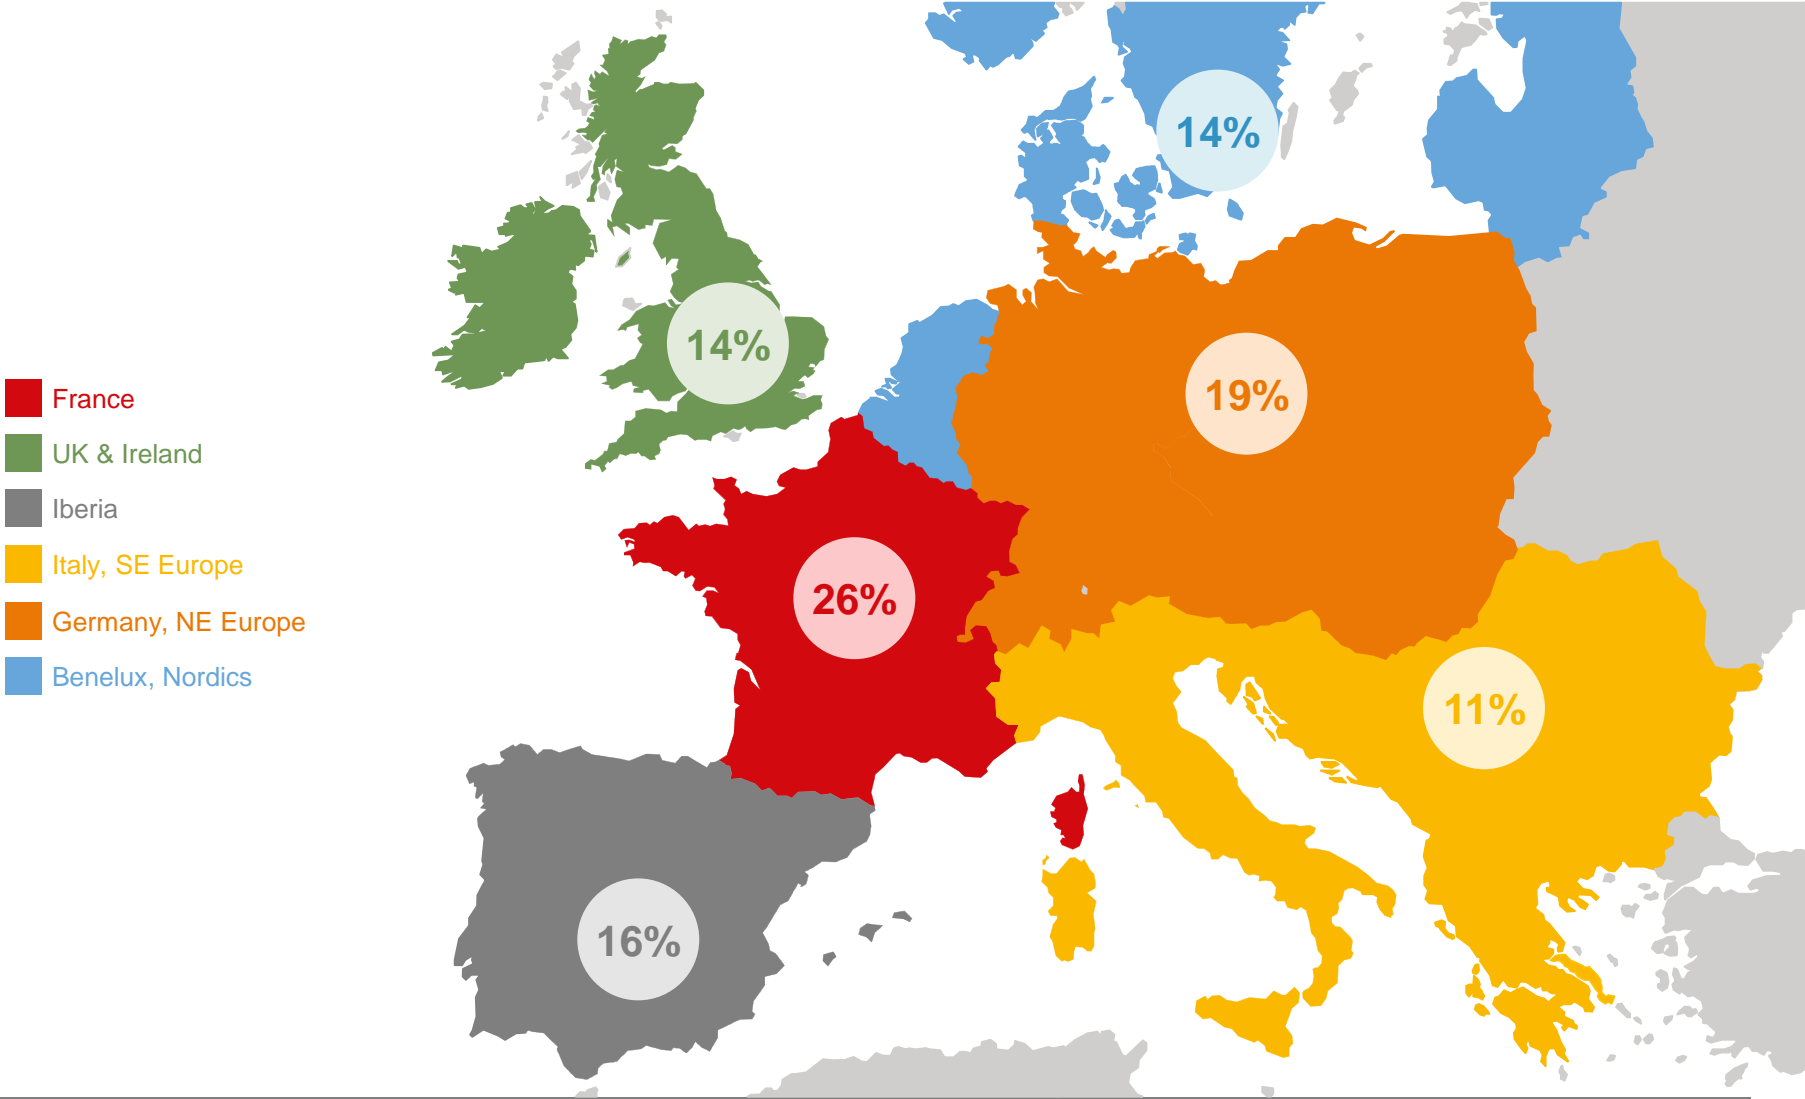 14%
14%
19%
France
UK & Ireland
Iberia
Italy, SE Europe
Germany, NE Europe
Benelux, Nordics
26%
11%
16%